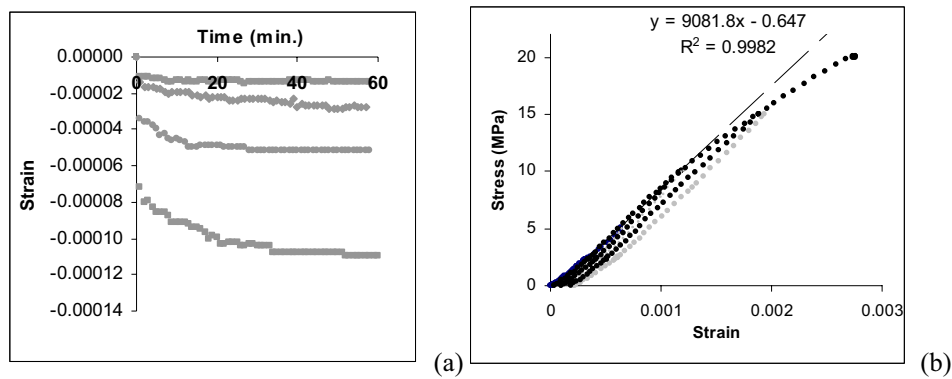 Time (min.)
0.00000
0 20 40 60
-0.00002
-0.00004
-0.00006
-0.00008
-0.00010
-0.00012
-0.00014
Strain
(a)
y = 9081.8x - 0.647
R² = 0.9982
20
15
10
5
0
Stress (MPa)
0 0.001 0.002 0.003
Strain
(b)